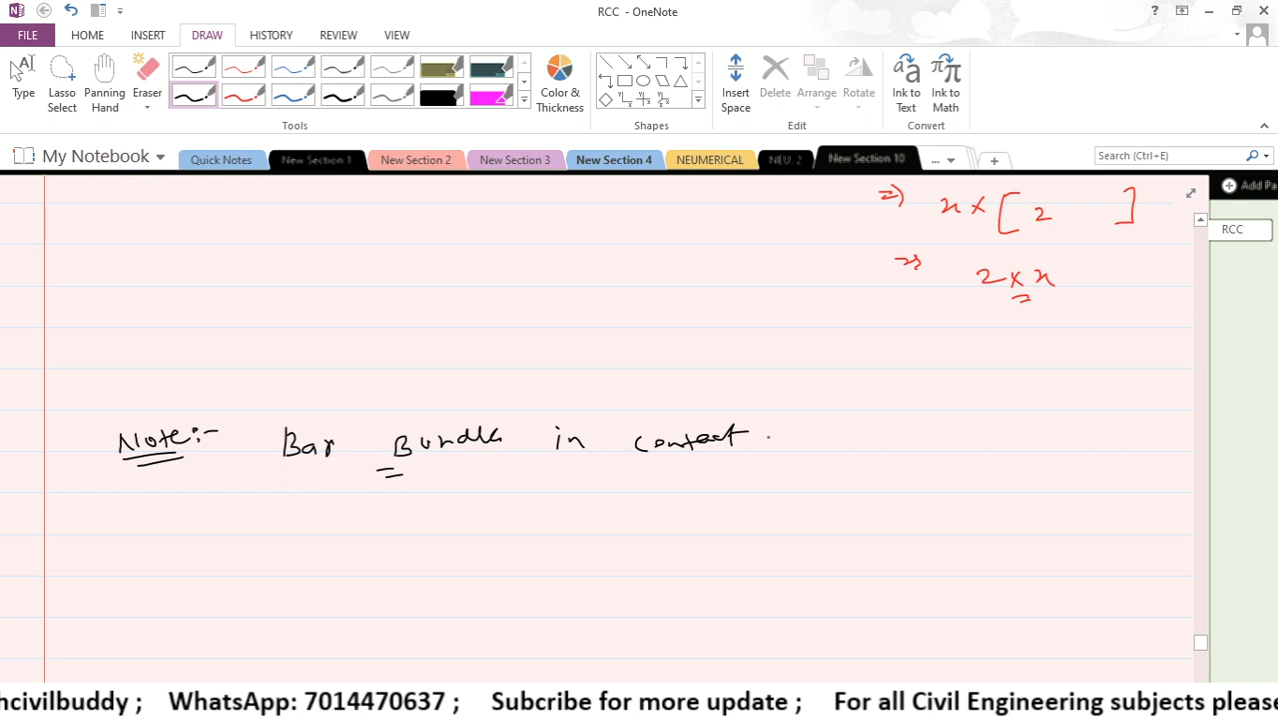 RCC - OneNote
?
FILE HOME INSERT DRAW HISTORY REVIEW VIEW
Type Lasso Select Panning Hand Eraser
Color & Thickness
Insert Space Delete Arrange Rotate
Ink to Text Ink to Math
Tools Shapes Edit Convert
My Notebook Quick Notes New Section 1 New Section 2 New Section 3 New Section 4 NEUMERICAL NEU. 2 New Section 10 ... + Search (Ctrl+E)
Add Pa
RCC
⇒) x × [ 2 ]
⇒ 2 × x
Note:- Bar Bundle in contact
hcivilbuddy ; WhatsApp: 7014470637 ; Subcribe for more update ; For all Civil Engineering subjects please